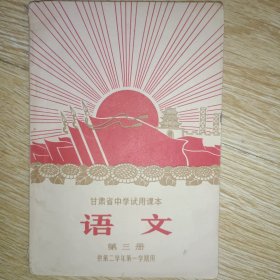 甘肃省中学试用课本
语文
第三册
供第二学年第一学期用